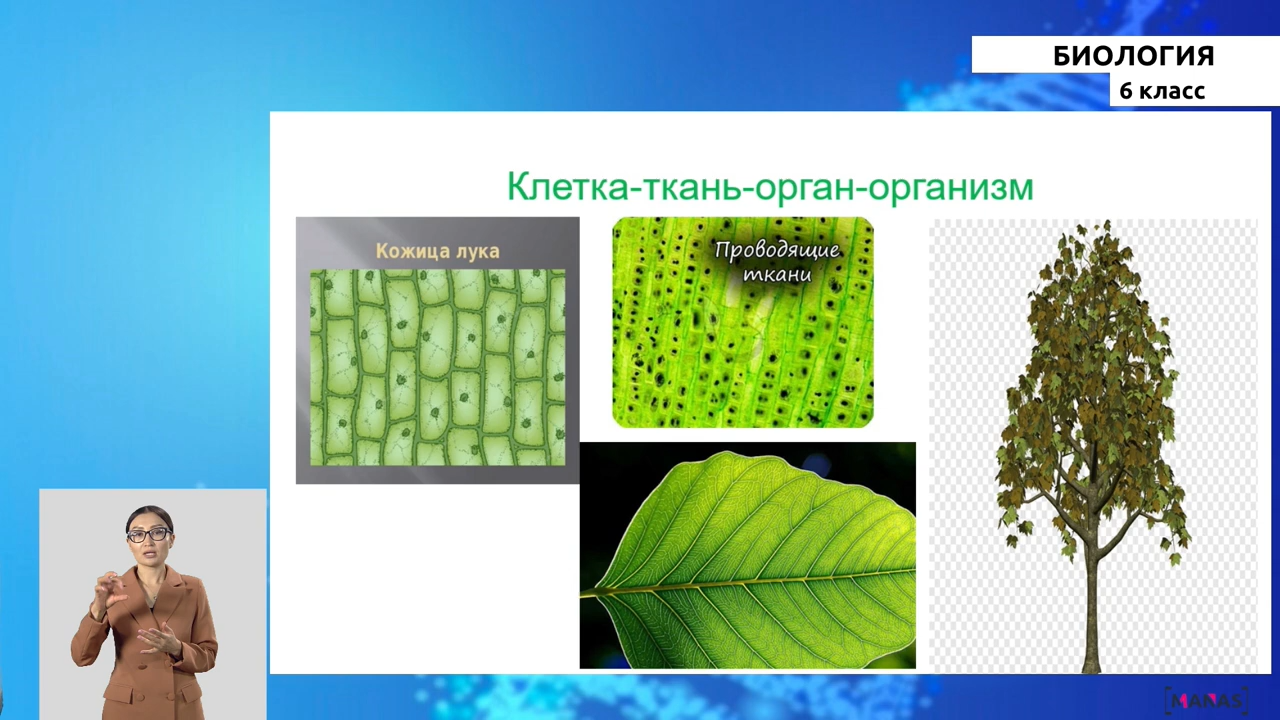 БИОЛОГИЯ
6 класс
Клетка-ткань-орган-организм
Кожица лука
Проводящие
ткани
MANAS